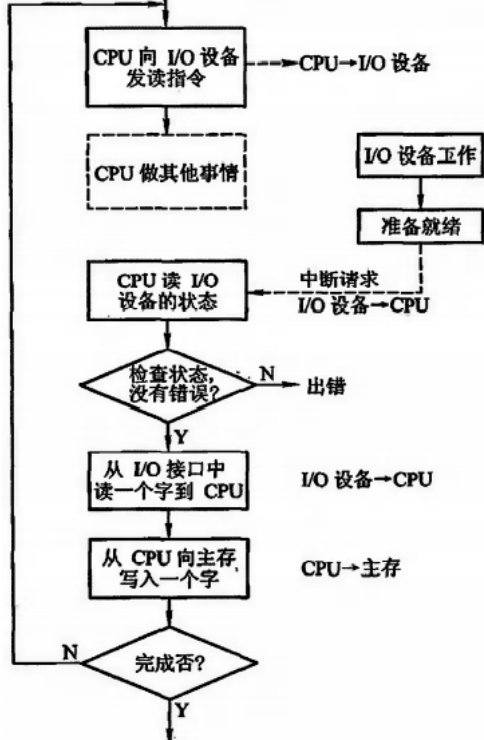 CPU 向 I/O 设备
发读指令
CPU→I/O 设备
CPU 做其他事情
I/O 设备工作
准备就绪
中断请求
I/O 设备→CPU
CPU 读 I/O
设备的状态
检查状态,
没有错误?
N
出错
Y
从 I/O 接口中
读一个字到 CPU
I/O 设备→CPU
从 CPU 向主存
写入一个字
CPU→主存
完成否?
N
Y